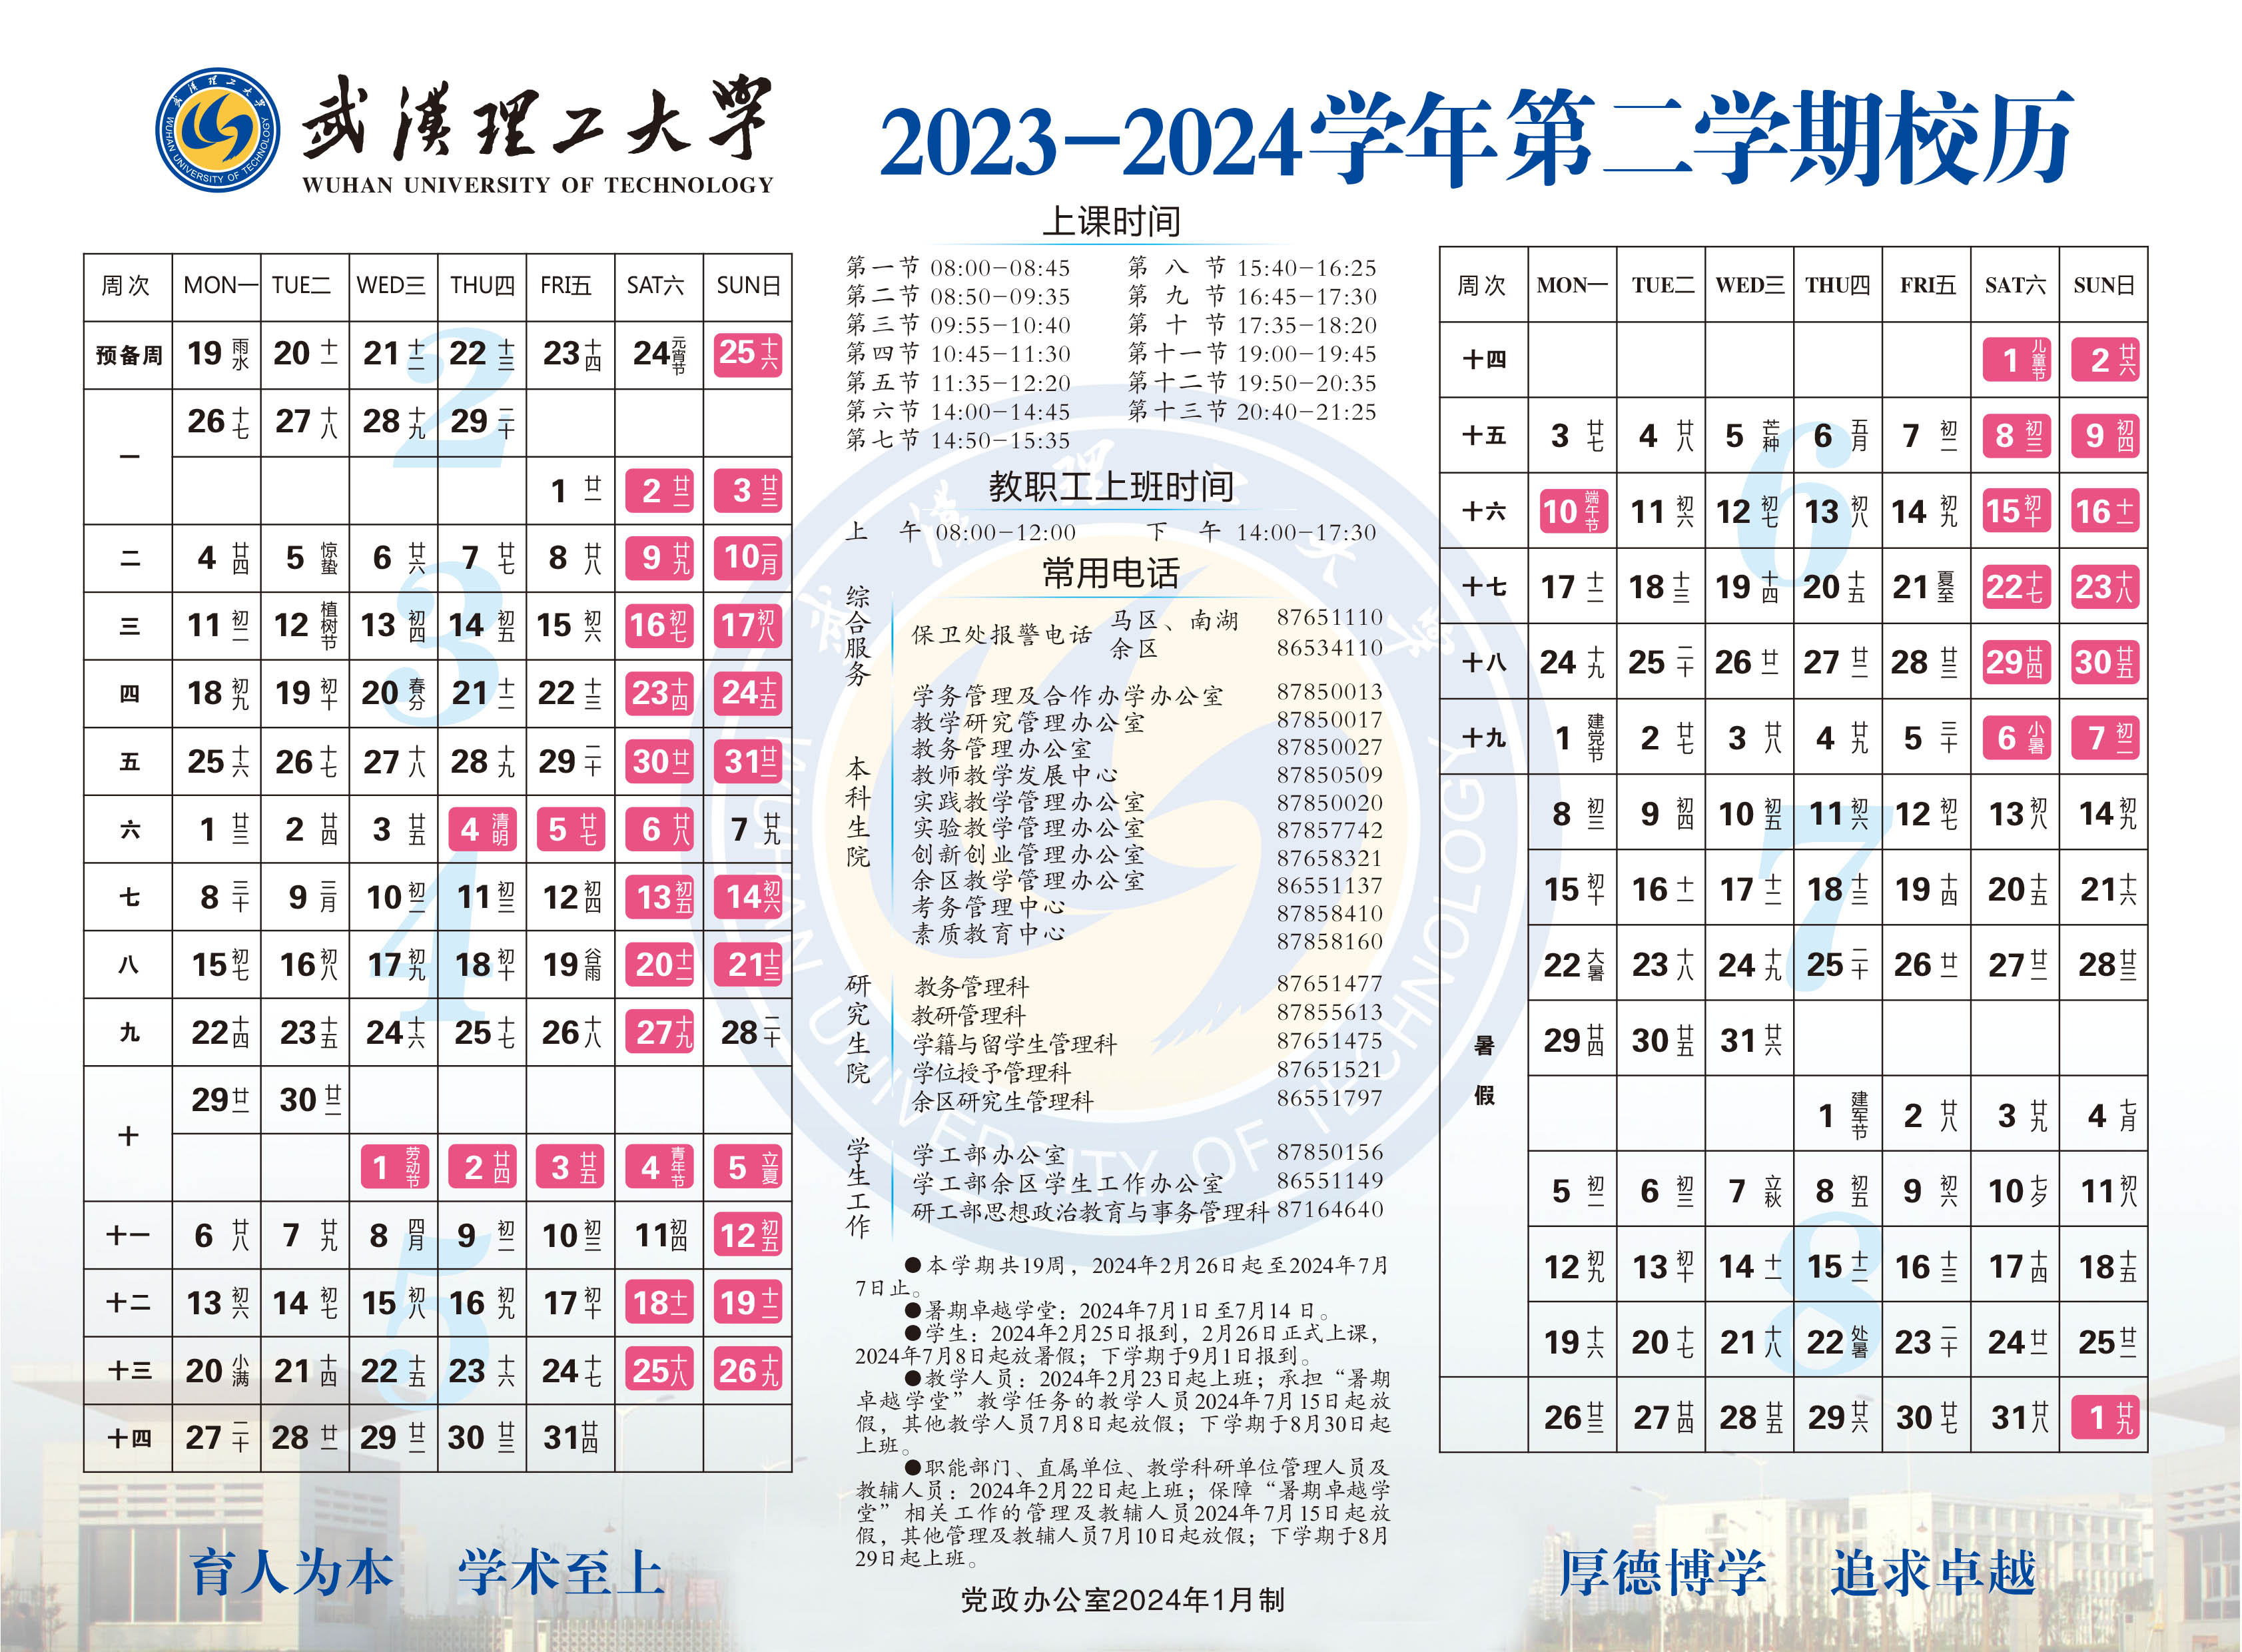 武漢理工大學
WUHAN UNIVERSITY OF TECHNOLOGY
2023-2024学年第二学期校历
周次 MON一 TUE二 WED三 THU四 FRI五 SAT六 SUN日
预备周 19 雨水 20 十一 21 十二 22 十三 23 十四 24 元宵节 25 十六
一 26 十七 27 十八 28 十九 29 二十
1 廿一 2 廿二 3 廿三
二 4 廿四 5 惊蛰 6 廿六 7 廿七 8 廿八 9 廿九 10 二月
三 11 初二 12 植树节 13 初四 14 初五 15 初六 16 初七 17 初八
四 18 初九 19 初十 20 春分 21 十二 22 十三 23 十四 24 十五
五 25 十六 26 十七 27 十八 28 十九 29 二十 30 廿一 31 廿二
六 1 廿三 2 廿四 3 廿五 4 清明 5 廿七 6 廿八 7 廿九
七 8 三十 9 三月 10 初二 11 初三 12 初四 13 初五 14 初六
八 15 初七 16 初八 17 初九 18 初十 19 谷雨 20 十二 21 十三
九 22 十四 23 十五 24 十六 25 十七 26 十八 27 十九 28 二十
十 29 廿一 30 廿二
1 劳动节 2 廿四 3 廿五 4 青年节 5 立夏
十一 6 廿八 7 廿九 8 四月 9 初二 10 初三 11 初四 12 初五
十二 13 初六 14 初七 15 初八 16 初九 17 初十 18 十一 19 十二
十三 20 小满 21 十四 22 十五 23 十六 24 十七 25 十八 26 十九
十四 27 二十 28 廿一 29 廿二 30 廿三 31 廿四
2
3
4
5
上课时间
第一节 08:00-08:45 第八节 15:40-16:25
第二节 08:50-09:35 第九节 16:45-17:30
第三节 09:55-10:40 第十节 17:35-18:20
第四节 10:45-11:30 第十一节 19:00-19:45
第五节 11:35-12:20 第十二节 19:50-20:35
第六节 14:00-14:45 第十三节 20:40-21:25
第七节 14:50-15:35
教职工上班时间
上午 08:00-12:00 下午 14:00-17:30
常用电话
综合服务
保卫处报警电话 马区、南湖 87651110
余区 86534110
本科生院
学务管理及合作办学办公室 87850013
教学研究管理办公室 87850017
教务管理办公室 87850027
教师教学发展中心 87850509
实践教学管理办公室 87850020
实验教学管理办公室 87857742
创新创业管理办公室 87658321
余区教学管理办公室 86551137
考务管理中心 87858410
素质教育中心 87858160
研究生院
教务管理科 87651477
教研管理科 87855613
学籍与留学生管理科 87651475
学位授予管理科 87651521
余区研究生管理科 86551797
学生工作
学工部办公室 87850156
学工部余区学生工作办公室 86551149
研工部思想政治教育与事务管理科 87164640
●本学期共19周，2024年2月26日起至2024年7月
7日止。
●暑期卓越学堂：2024年7月1日至7月14 日。
●学生：2024年2月25日报到，2月26日正式上课，
2024年7月8日起放暑假；下学期于9月1日报到。
●教学人员：2024年2月23日起上班；承担“暑期
卓越学堂”教学任务的教学人员2024年7月15日起放
假，其他教学人员7月8日起放假；下学期于8月30日起
上班。
●职能部门、直属单位、教学科研单位管理人员及
教辅人员：2024年2月22日起上班；保障“暑期卓越学
堂”相关工作的管理及教辅人员2024年7月15日起放
假，其他管理及教辅人员7月10日起放假；下学期于8月
29日起上班。
党政办公室2024年1月制
周次 MON一 TUE二 WED三 THU四 FRI五 SAT六 SUN日
十四 1 儿童节 2 廿六
十五 3 廿七 4 廿八 5 芒种 6 五月 7 初二 8 初三 9 初四
十六 10 端午节 11 初六 12 初七 13 初八 14 初九 15 初十 16 十一
十七 17 十二 18 十三 19 十四 20 十五 21 夏至 22 十七 23 十八
十八 24 十九 25 二十 26 廿一 27 廿二 28 廿三 29 廿四 30 廿五
十九 1 建党节 2 廿七 3 廿八 4 廿九 5 三十 6 小暑 7 初二
暑假
8 初三 9 初四 10 初五 11 初六 12 初七 13 初八 14 初九
15 初十 16 十一 17 十二 18 十三 19 十四 20 十五 21 十六
22 大暑 23 十八 24 十九 25 二十 26 廿一 27 廿二 28 廿三
29 廿四 30 廿五 31 廿六
1 建军节 2 廿八 3 廿九 4 七月
5 初二 6 初三 7 立秋 8 初五 9 初六 10 七夕 11 初八
12 初九 13 初十 14 十一 15 十二 16 十三 17 十四 18 十五
19 十六 20 十七 21 十八 22 处暑 23 二十 24 廿一 25 廿二
26 廿三 27 廿四 28 廿五 29 廿六 30 廿七 31 廿八 1 廿九
6
7
8
育人为本 学术至上
厚德博学 追求卓越